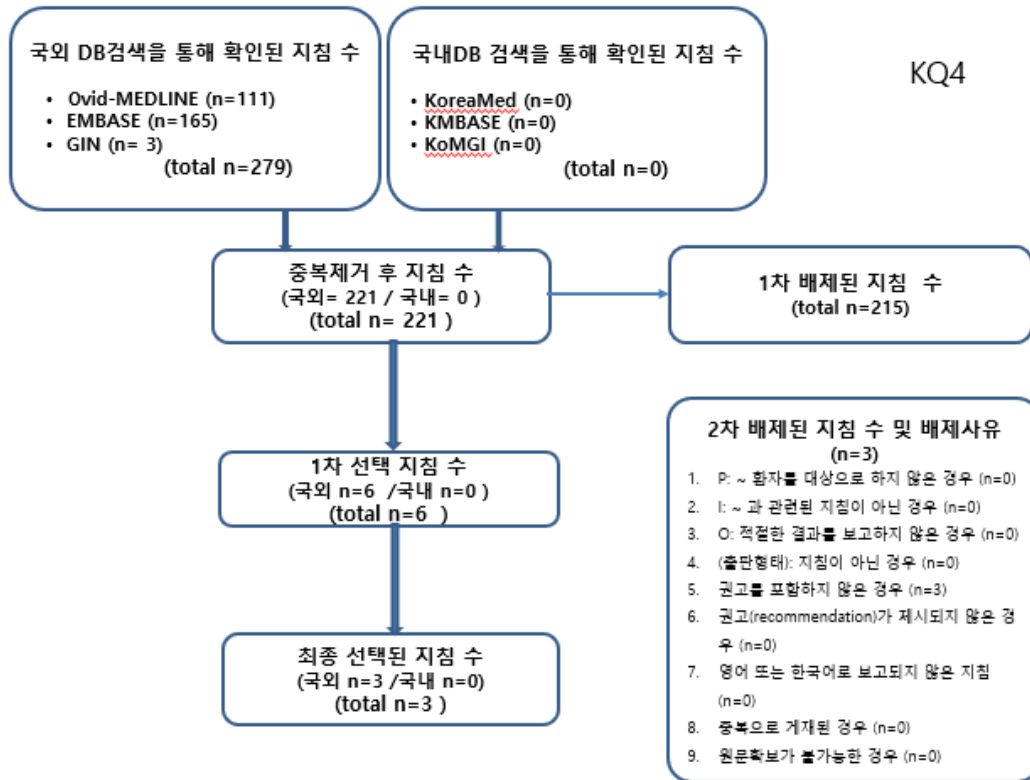 국외 DB검색을 통해 확인된 지침 수
• Ovid-MEDLINE (n=111)
• EMBASE (n=165)
• GIN (n= 3)
(total n=279)
국내DB 검색을 통해 확인된 지침 수
• KoreaMed (n=0)
• KMBASE (n=0)
• KoMGI (n=0)
(total n=0)
KQ4
중복제거 후 지침 수
(국외= 221 / 국내= 0 )
(total n= 221 )
1차 배제된 지침 수
(total n=215)
1차 선택 지침 수
(국외 n=6 /국내 n=0 )
(total n=6 )
2차 배제된 지침 수 및 배제사유
(n=3)
1. P: ~ 환자를 대상으로 하지 않은 경우 (n=0)
2. I: ~ 과 관련된 지침이 아닌 경우 (n=0)
3. O: 적절한 결과를 보고하지 않은 경우 (n=0)
4. (출판형태): 지침이 아닌 경우 (n=0)
5. 권고를 포함하지 않은 경우 (n=3)
6. 권고(recommendation)가 제시되지 않은 경
우 (n=0)
7. 영어 또는 한국어로 보고되지 않은 지침
(n=0)
8. 중복으로 게재된 경우 (n=0)
9. 원문확보가 불가능한 경우 (n=0)
최종 선택된 지침 수
(국외 n=3 /국내 n=0)
(total n=3 )